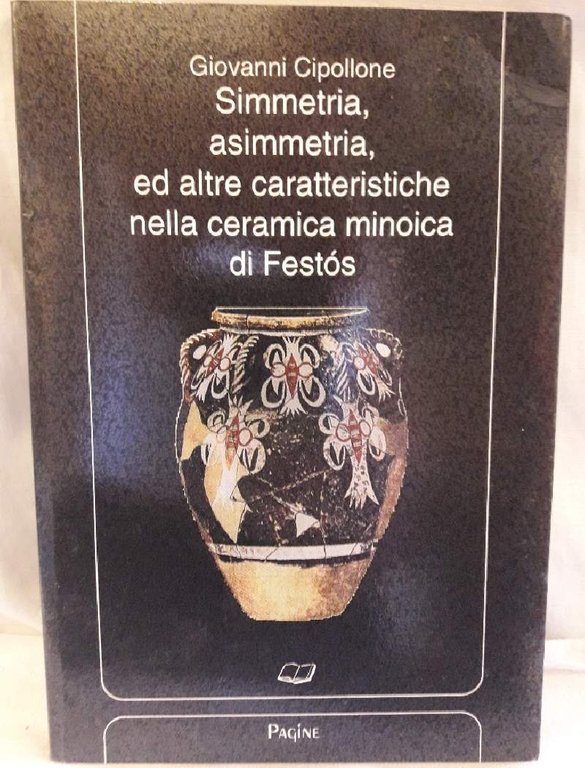 Giovanni Cipollone
Simmetria,
asimmetria,
ed altre caratteristiche
nella ceramica minoica
di Festós
PAGINE